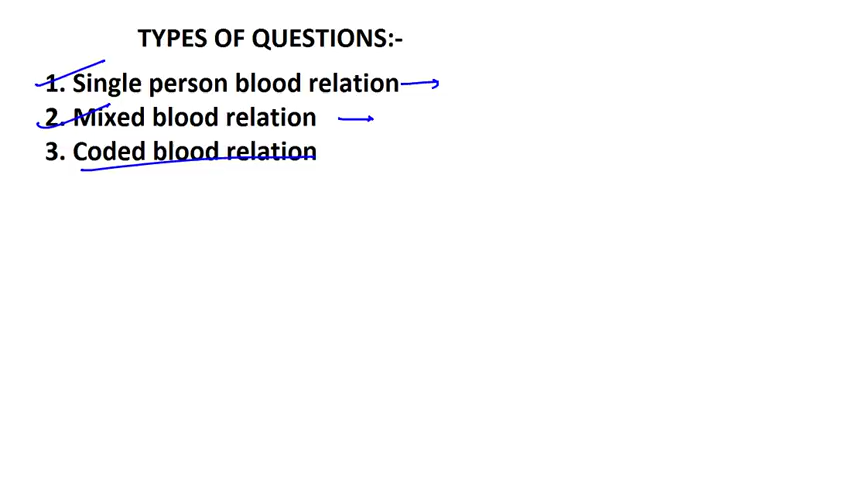 TYPES OF QUESTIONS:-
1. Single person blood relation
2. Mixed blood relation
3. Coded blood relation